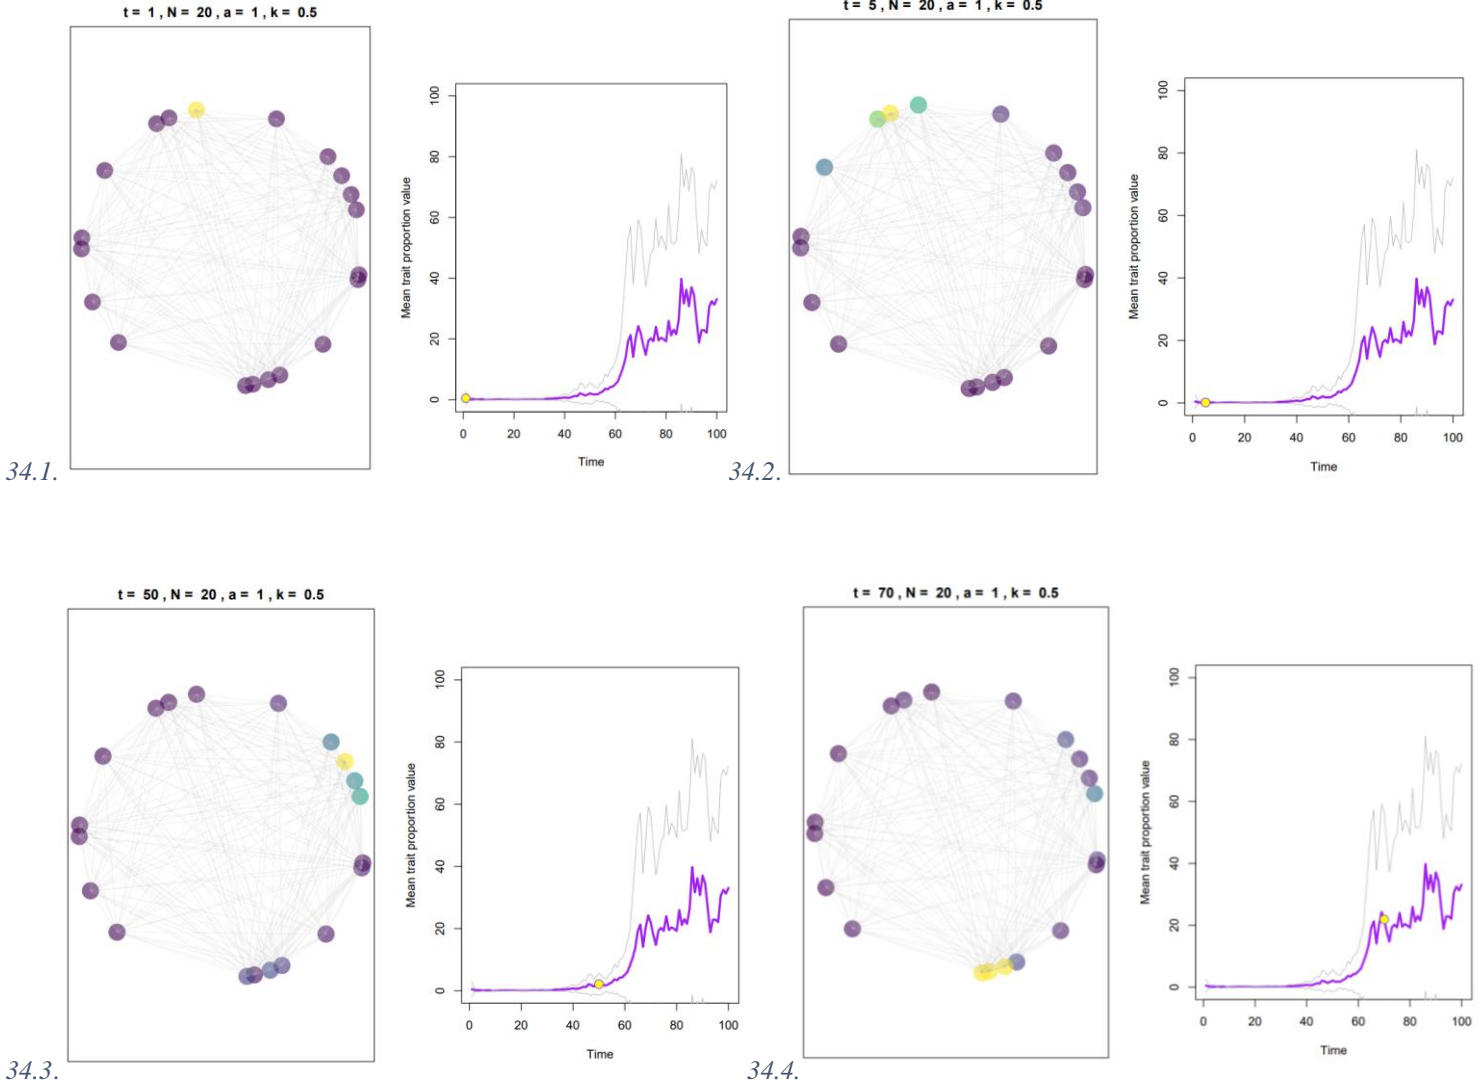 t = 1 , N = 20 , a = 1 , k = 0.5
Mean trait proportion value
100
80
60
40
20
0
0 20 40 60 80 100
Time
34.1.
t = 5 , N = 20 , a = 1 , k = 0.5
Mean trait proportion value
100
80
60
40
20
0
0 20 40 60 80 100
Time
34.2.
t = 50 , N = 20 , a = 1 , k = 0.5
Mean trait proportion value
100
80
60
40
20
0
0 20 40 60 80 100
Time
34.3.
t = 70 , N = 20 , a = 1 , k = 0.5
Mean trait proportion value
100
80
60
40
20
0
0 20 40 60 80 100
Time
34.4.